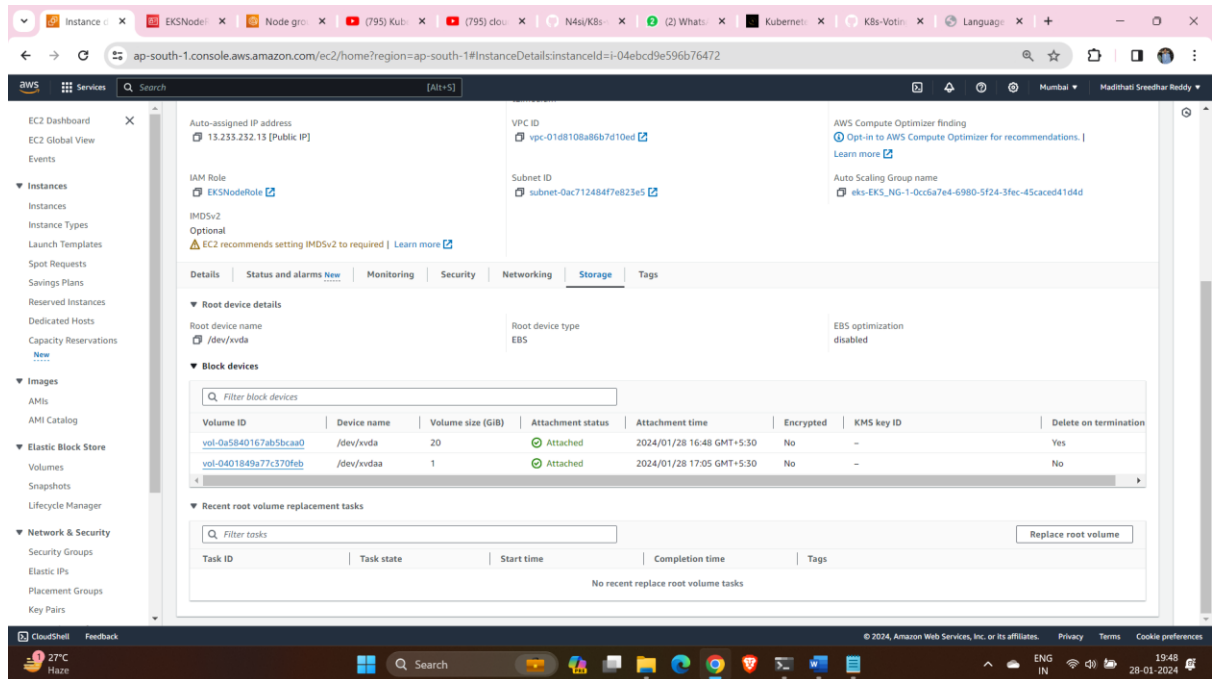 Instance d
EKSNodeR
Node grou
(795) Kube
(795) clou
N4si/K8s-
(2) WhatsA
Kubernete
K8s-Votin
Language
ap-south-1.console.aws.amazon.com/ec2/home?region=ap-south-1#InstanceDetails:instanceId=i-04ebcd9e596b76472
aws Services Search [Alt+S] Mumbai Madithati Sreedhar Reddy
EC2 Dashboard
EC2 Global View
Events
Instances
Instances
Instance Types
Launch Templates
Spot Requests
Savings Plans
Reserved Instances
Dedicated Hosts
Capacity Reservations
New
Images
AMIs
AMI Catalog
Elastic Block Store
Volumes
Snapshots
Lifecycle Manager
Network & Security
Security Groups
Elastic IPs
Placement Groups
Key Pairs
Auto-assigned IP address
13.233.232.13 [Public IP]
VPC ID
vpc-01d8108a86b7d10ed
AWS Compute Optimizer finding
Opt-in to AWS Compute Optimizer for recommendations. |
Learn more
IAM Role
EKSNodeRole
Subnet ID
subnet-0ac712484f7e823e5
Auto Scaling Group name
eks-EKS_NG-1-0cc6a7e4-6980-5f24-3fec-45caced41d4d
IMDSv2
Optional
EC2 recommends setting IMDSv2 to required | Learn more
Details Status and alarms New Monitoring Security Networking Storage Tags
Root device details
Root device name
/dev/xvda
Root device type
EBS
EBS optimization
disabled
Block devices
Filter block devices
Volume ID Device name Volume size (GiB) Attachment status Attachment time Encrypted KMS key ID Delete on termination
vol-0a5840167ab5bcaa0 /dev/xvda 20 Attached 2024/01/28 16:48 GMT+5:30 No – Yes
vol-0401849a77c370feb /dev/xvdaa 1 Attached 2024/01/28 17:05 GMT+5:30 No – No
Recent root volume replacement tasks
Filter tasks
Replace root volume
Task ID Task state Start time Completion time Tags
No recent replace root volume tasks
CloudShell Feedback © 2024, Amazon Web Services, Inc. or its affiliates. Privacy Terms Cookie preferences
27°C
Haze
Search
ENG
IN
19:48
28-01-2024